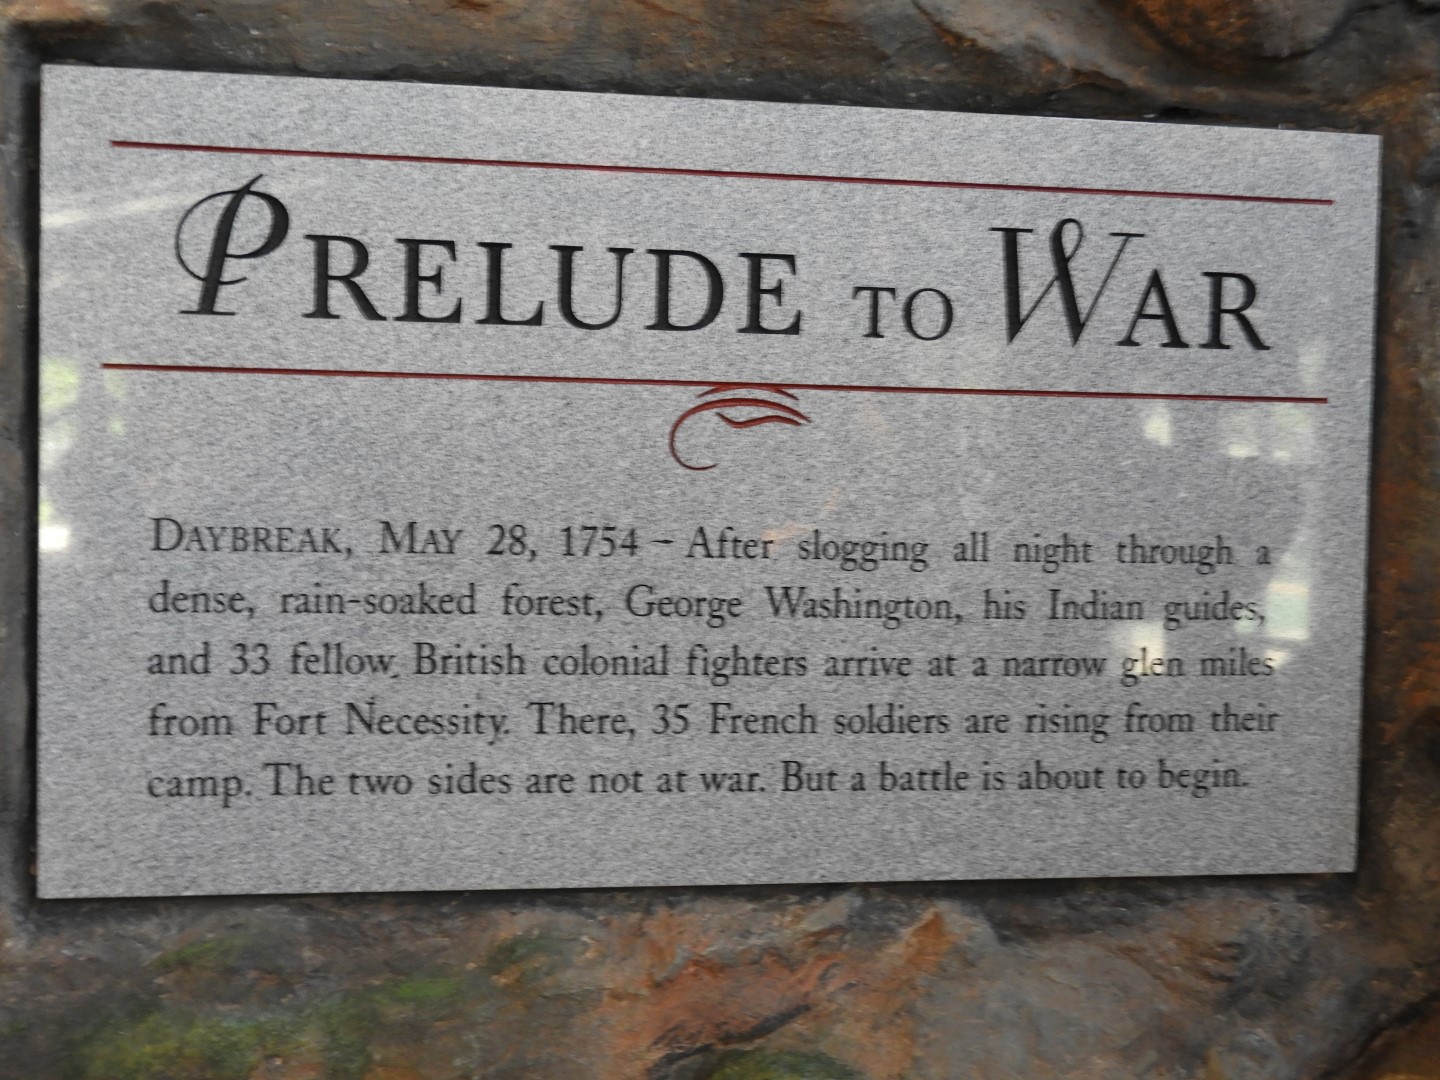 PRELUDE TO WAR
DAYBREAK, MAY 28, 1754 – After slogging all night through a
dense, rain-soaked forest, George Washington, his Indian guides,
and 33 fellow British colonial fighters arrive at a narrow glen miles
from Fort Necessity. There, 35 French soldiers are rising from their
camp. The two sides are not at war. But a battle is about to begin.